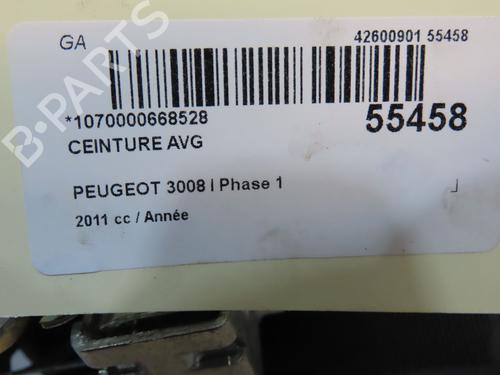 GA
42600901 55458
*1070000668528
55458
CEINTURE AVG
PEUGEOT 3008 I Phase 1
2011 cc / Année
B-PARTS